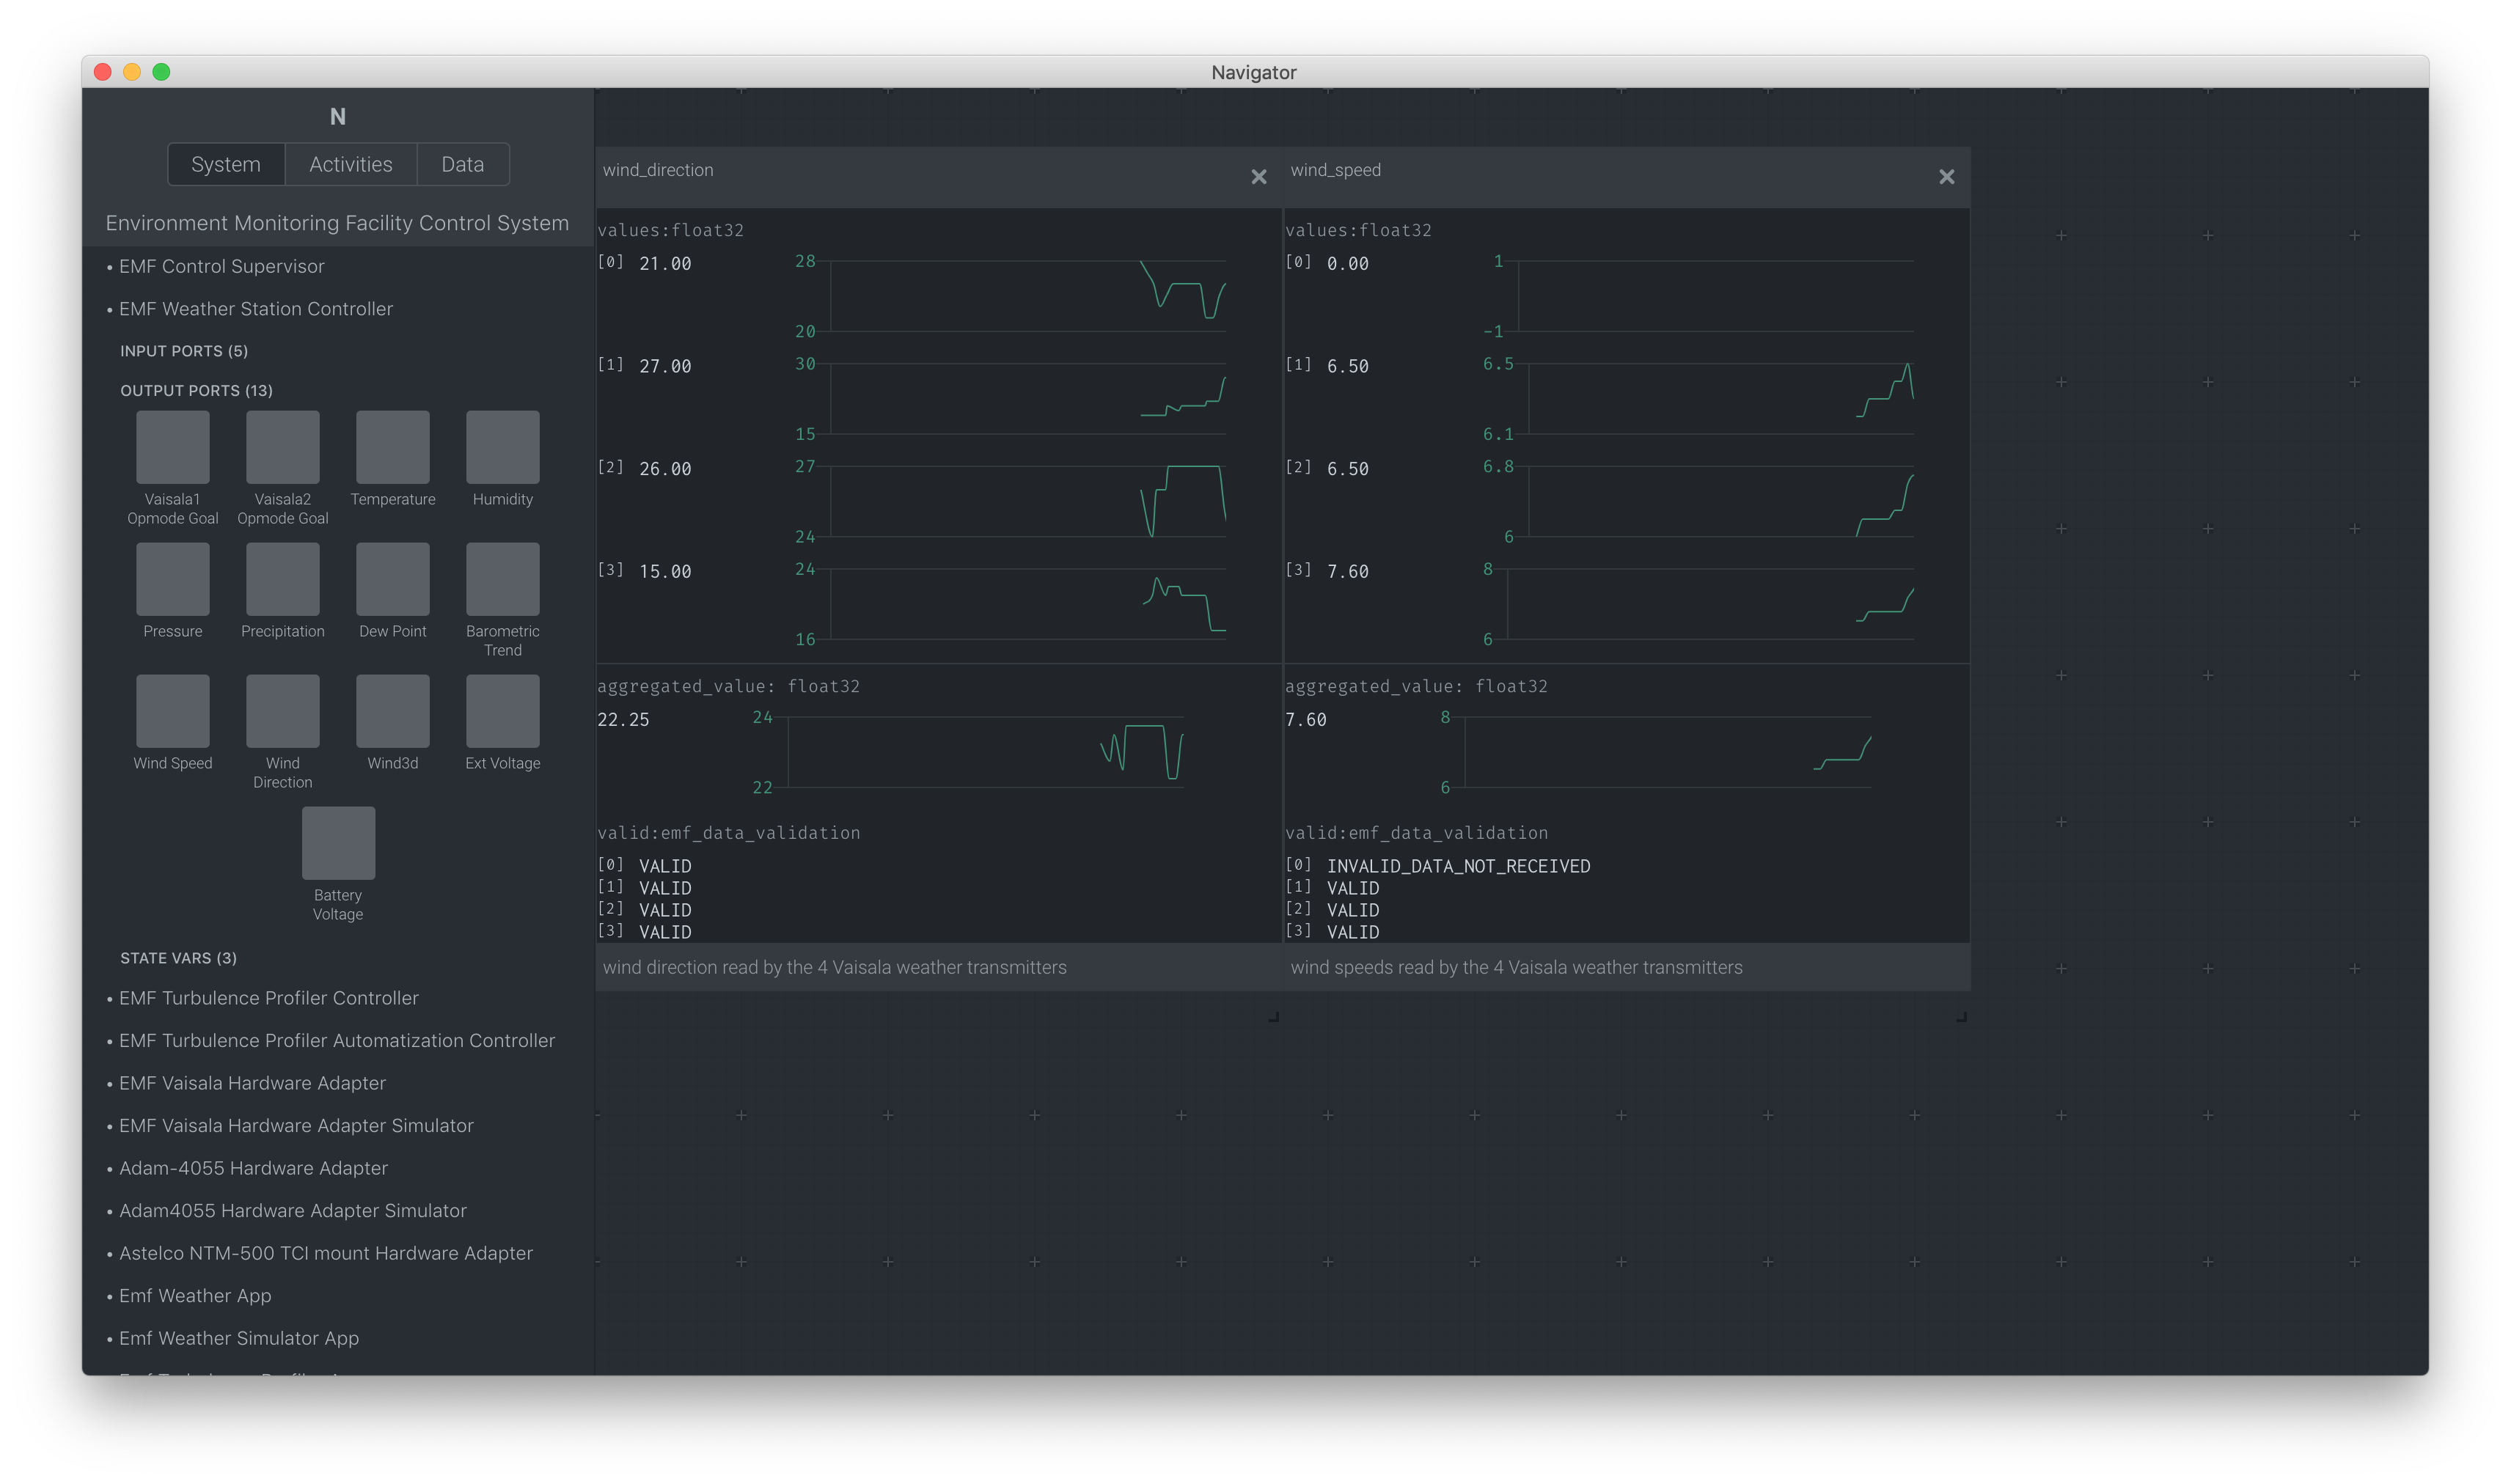 Navigator
N
System Activities Data
Environment Monitoring Facility Control System
• EMF Control Supervisor
• EMF Weather Station Controller
INPUT PORTS (5)
OUTPUT PORTS (13)
Vaisala1 Opmode Goal
Vaisala2 Opmode Goal
Temperature
Humidity
Pressure
Precipitation
Dew Point
Barometric Trend
Wind Speed
Wind Direction
Wind3d
Ext Voltage
Battery Voltage
STATE VARS (3)
• EMF Turbulence Profiler Controller
• EMF Turbulence Profiler Automatization Controller
• EMF Vaisala Hardware Adapter
• EMF Vaisala Hardware Adapter Simulator
• Adam-4055 Hardware Adapter
• Adam4055 Hardware Adapter Simulator
• Astelco NTM-500 TCI mount Hardware Adapter
• Emf Weather App
• Emf Weather Simulator App
wind_direction
values:float32
[0] 21.00 28
20
[1] 27.00 30
15
[2] 26.00 27
24
[3] 15.00 24
16
aggregated_value: float32
22.25 24
22
valid:emf_data_validation
[0] VALID
[1] VALID
[2] VALID
[3] VALID
wind direction read by the 4 Vaisala weather transmitters
wind_speed
values:float32
[0] 0.00 1
-1
[1] 6.50 6.5
6.1
[2] 6.50 6.8
6
[3] 7.60 8
6
aggregated_value: float32
7.60 8
6
valid:emf_data_validation
[0] INVALID_DATA_NOT_RECEIVED
[1] VALID
[2] VALID
[3] VALID
wind speeds read by the 4 Vaisala weather transmitters